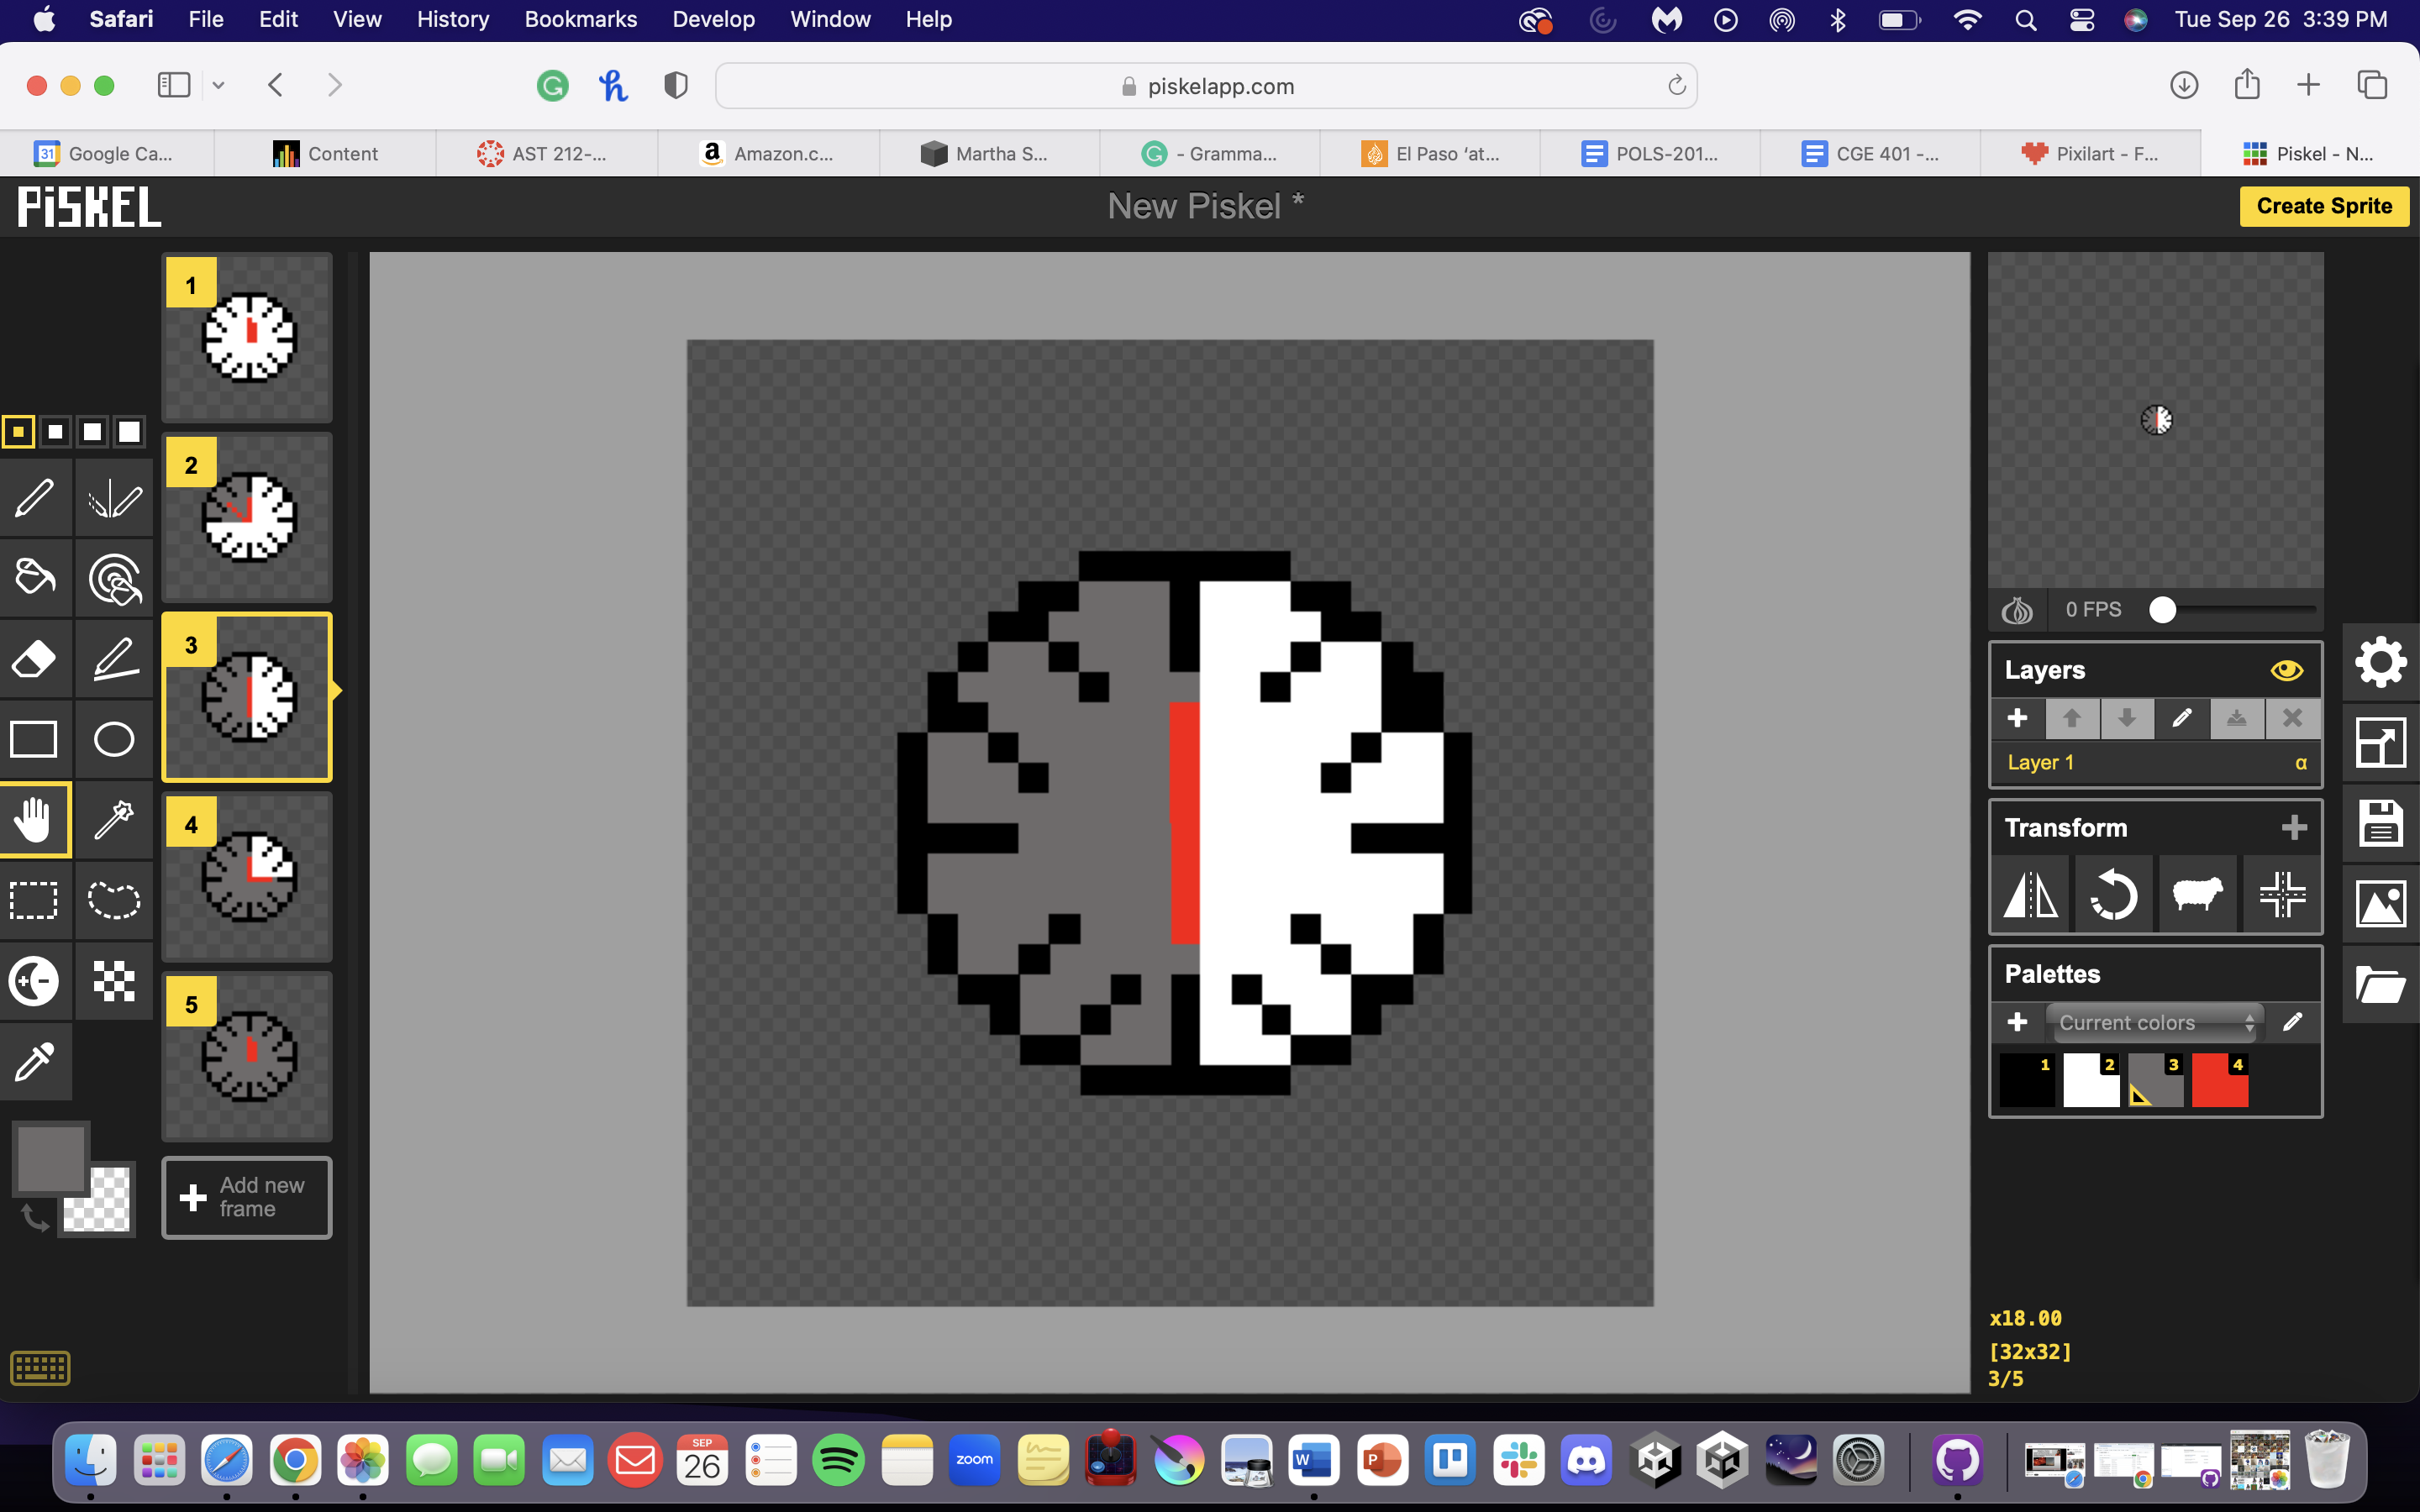 Safari File Edit View History Bookmarks Develop Window Help Tue Sep 26 3:39 PM
piskelapp.com
31 Google Ca... Content AST 212-... a Amazon.c... Martha S... G - Gramma... El Paso ‘at... POLS-201... CGE 401 -... Pixilart - F... Piskel - N...
PiSKEL New Piskel * Create Sprite
1
2
3
4
5
Add new
frame
0 FPS
Layers
Layer 1 α
Transform
Palettes
Current colors
1 2 3 4
x18.00
[32x32]
3/5
SEP
26
zoom
W
P